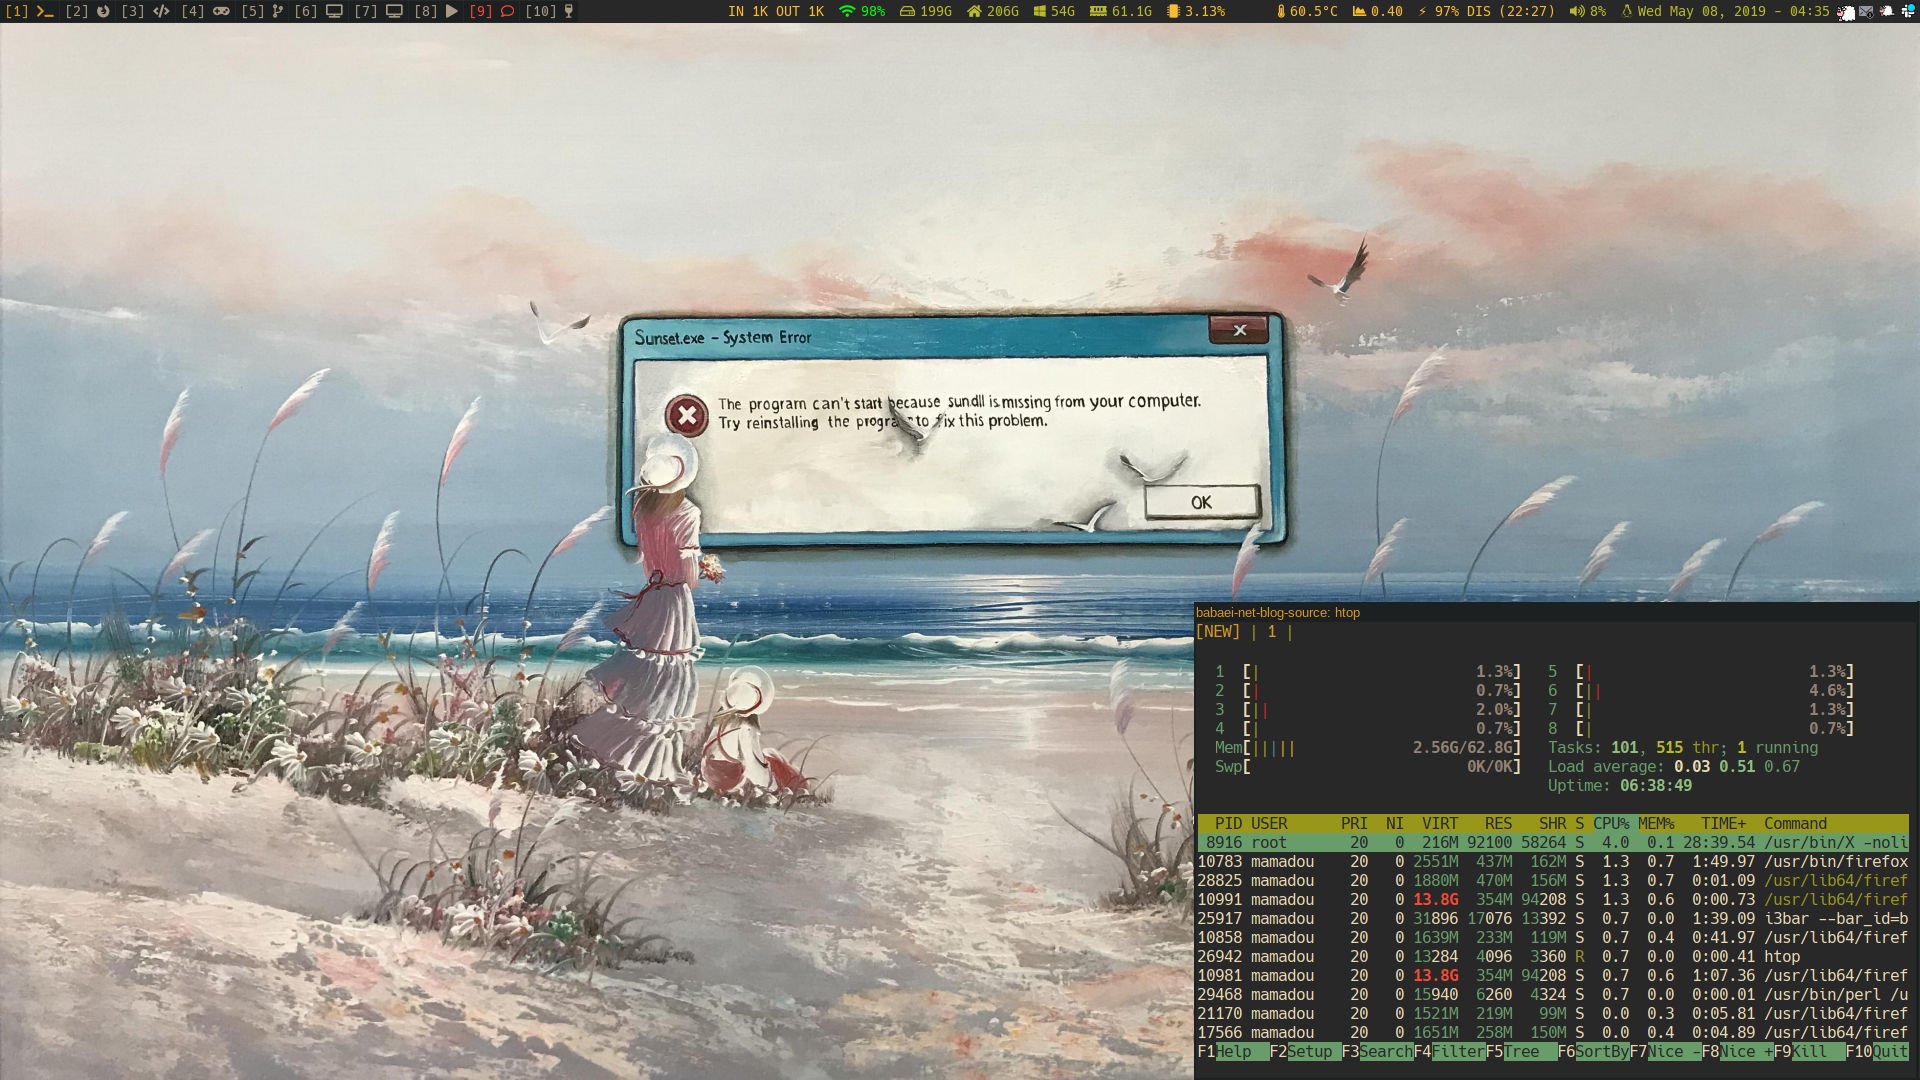 [1] [2] [3] [4] [5] [6] [7] [8] [9] [10] IN 1K OUT 1K 98% 199G 206G 54G 61.1G 3.13% 60.5°C 0.40 ⚡ 97% DIS (22:27) 8% Wed May 08, 2019 - 04:35
Sunset.exe - System Error
The program can't start because sun.dll is missing from your computer.
Try reinstalling the program to fix this problem.
OK
babaei-net-blog-source: htop
[NEW] | 1 |
1 [| 1.3%] 5 [| 1.3%]
2 [| 0.7%] 6 [|| 4.6%]
3 [|| 2.0%] 7 [| 1.3%]
4 [| 0.7%] 8 [| 0.7%]
Mem[||||| 2.56G/62.8G] Tasks: 101, 515 thr; 1 running
Swp[ 0K/0K] Load average: 0.03 0.51 0.67
Uptime: 06:38:49
PID USER PRI NI VIRT RES SHR S CPU% MEM% TIME+ Command
8916 root 20 0 216M 92100 58264 S 4.0 0.1 28:39.54 /usr/bin/X -noli
10783 mamadou 20 0 2551M 437M 162M S 1.3 0.7 1:49.97 /usr/bin/firefox
28825 mamadou 20 0 1880M 470M 156M S 1.3 0.7 0:01.09 /usr/lib64/firef
10991 mamadou 20 0 13.8G 354M 94208 S 1.3 0.6 0:00.73 /usr/lib64/firef
25917 mamadou 20 0 31896 17076 13392 S 0.7 0.0 1:39.09 i3bar --bar_id=b
10858 mamadou 20 0 1639M 233M 119M S 0.7 0.4 0:41.97 /usr/lib64/firef
26942 mamadou 20 0 13284 4096 3360 R 0.7 0.0 0:00.41 htop
10981 mamadou 20 0 13.8G 354M 94208 S 0.7 0.6 1:07.36 /usr/lib64/firef
29468 mamadou 20 0 15940 6260 4324 S 0.7 0.0 0:00.01 /usr/bin/perl /u
21170 mamadou 20 0 1521M 219M 99M S 0.0 0.3 0:05.81 /usr/lib64/firef
17566 mamadou 20 0 1651M 258M 150M S 0.0 0.4 0:04.89 /usr/lib64/firef
F1Help F2Setup F3SearchF4FilterF5Tree F6SortByF7Nice -F8Nice +F9Kill F10Quit